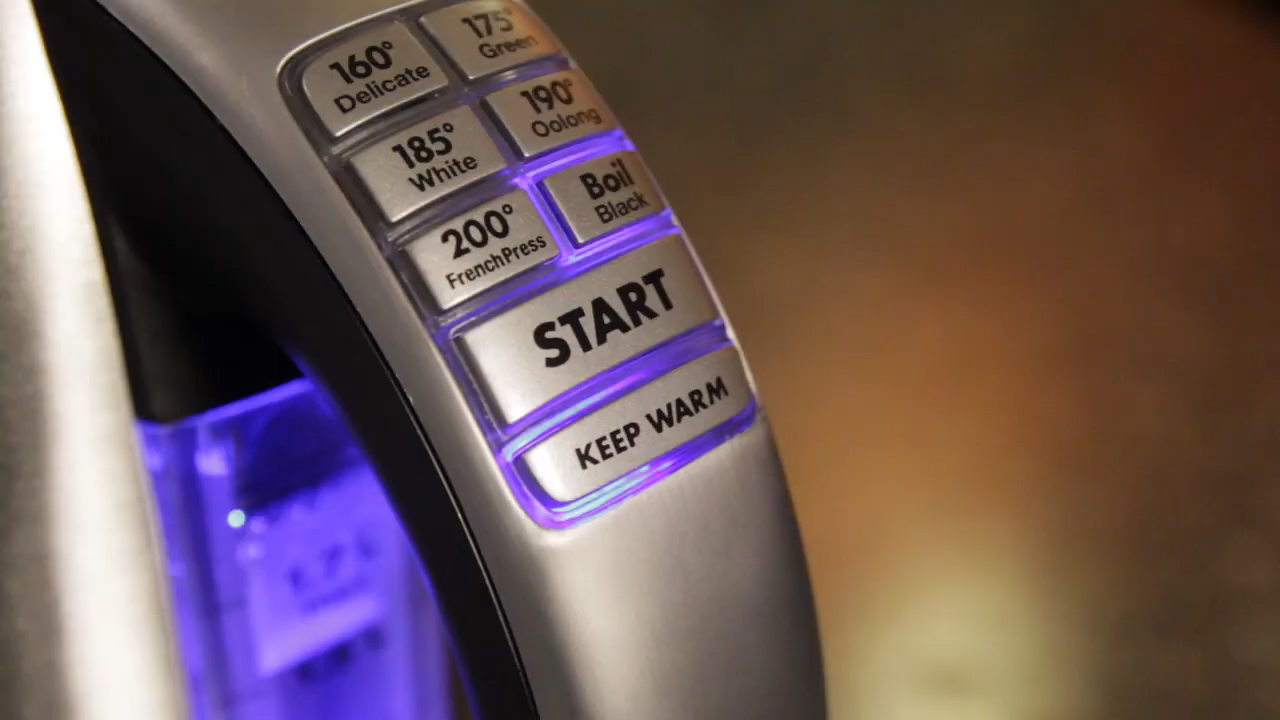 160°
Delicate
175°
Green
185°
White
190°
Oolong
200°
FrenchPress
Boil
Black
START
KEEP WARM